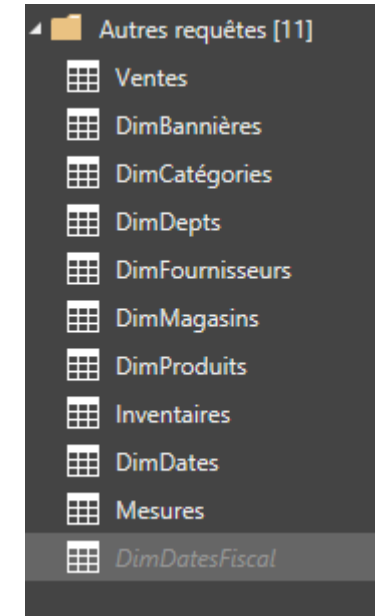 Autres requêtes [11]
Ventes
DimBannières
DimCatégories
DimDepts
DimFournisseurs
DimMagasins
DimProduits
Inventaires
DimDates
Mesures
DimDatesFiscal